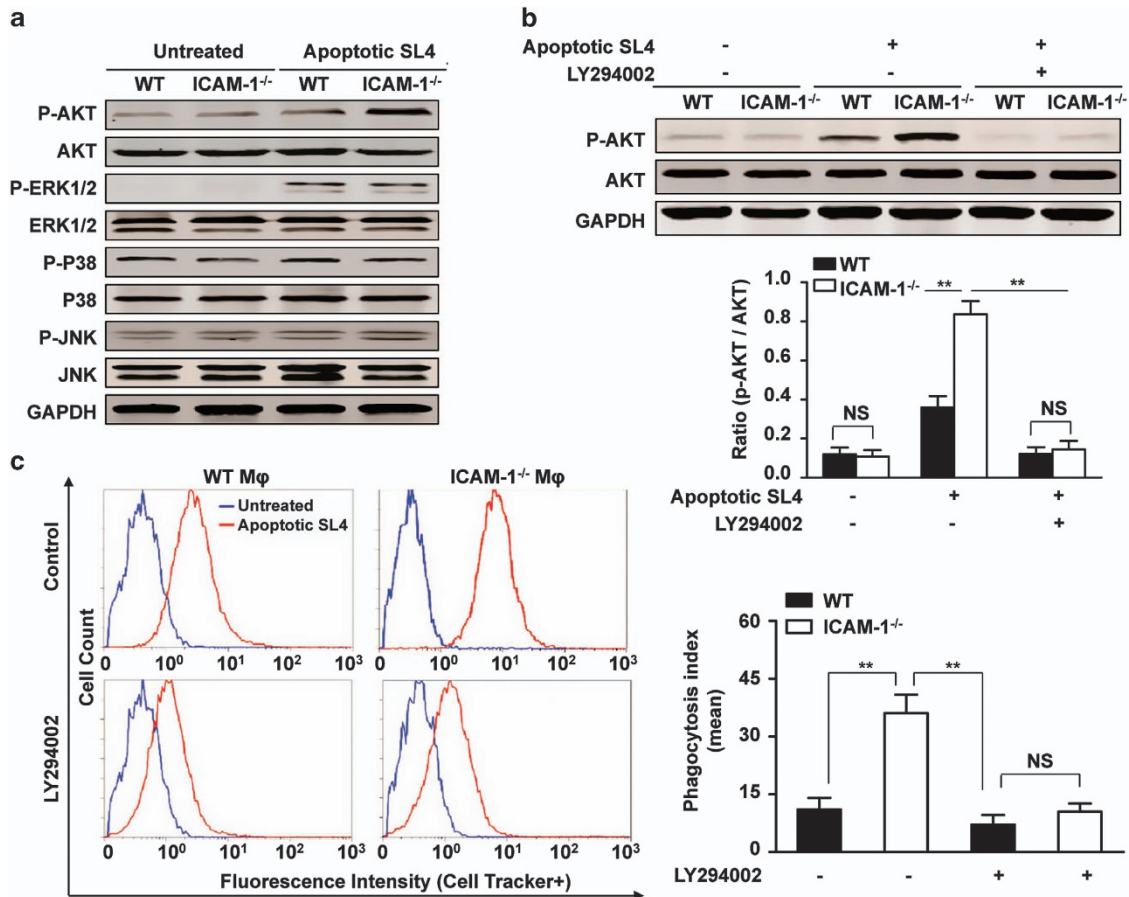 a
Untreated Apoptotic SL4
WT ICAM-1-/- WT ICAM-1-/-
P-AKT
AKT
P-ERK1/2
ERK1/2
P-P38
P38
P-JNK
JNK
GAPDH
b
Apoptotic SL4 - + +
LY294002 - - +
WT ICAM-1-/- WT ICAM-1-/- WT ICAM-1-/-
P-AKT
AKT
GAPDH
WT
ICAM-1-/-
** **
NS NS
Ratio (p-AKT / AKT)
1.0
0.8
0.6
0.4
0.2
0.0
Apoptotic SL4 - + +
LY294002 - - +
c
WT Mφ ICAM-1-/- Mφ
Untreated
Apoptotic SL4
Control
Cell Count
LY294002
0 10⁰ 10¹ 10² 10³ 0 10⁰ 10¹ 10² 10³
0 10⁰ 10¹ 10² 10³ 0 10⁰ 10¹ 10² 10³
Fluorescence Intensity (Cell Tracker+)
WT
ICAM-1-/-
** **
NS
Phagocytosis index
(mean)
60
45
30
15
0
LY294002 - - + +